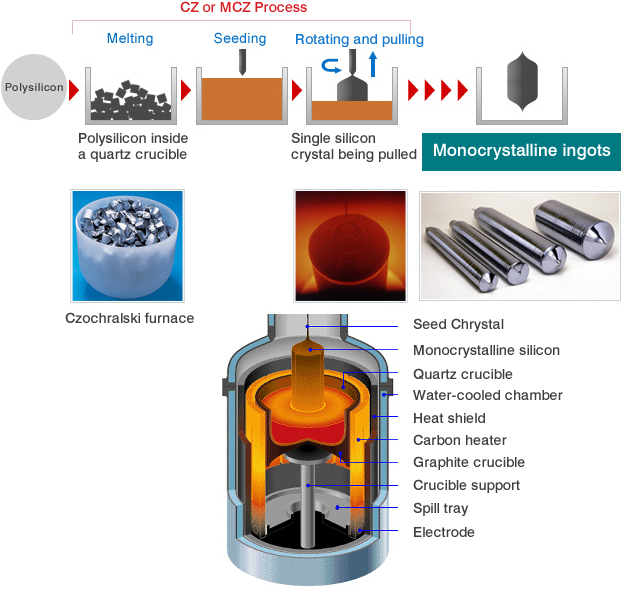 CZ or MCZ Process
Melting
Seeding
Rotating and pulling
Polysilicon
Polysilicon inside
a quartz crucible
Single silicon
crystal being pulled
Monocrystalline ingots
Czochralski furnace
Seed Chrystal
Monocrystalline silicon
Quartz crucible
Water-cooled chamber
Heat shield
Carbon heater
Graphite crucible
Crucible support
Spill tray
Electrode